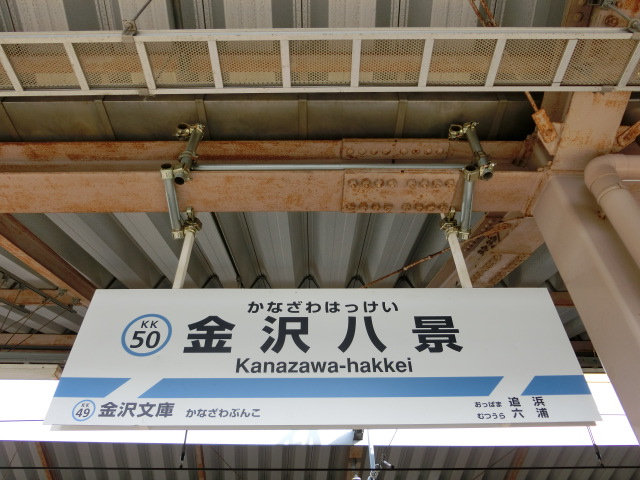 かなざわはっけい
KK
50
金沢八景
Kanazawa-hakkei
KK
49
金沢文庫 かなざわぶんこ
おっぱま 追浜
むつうら 六浦